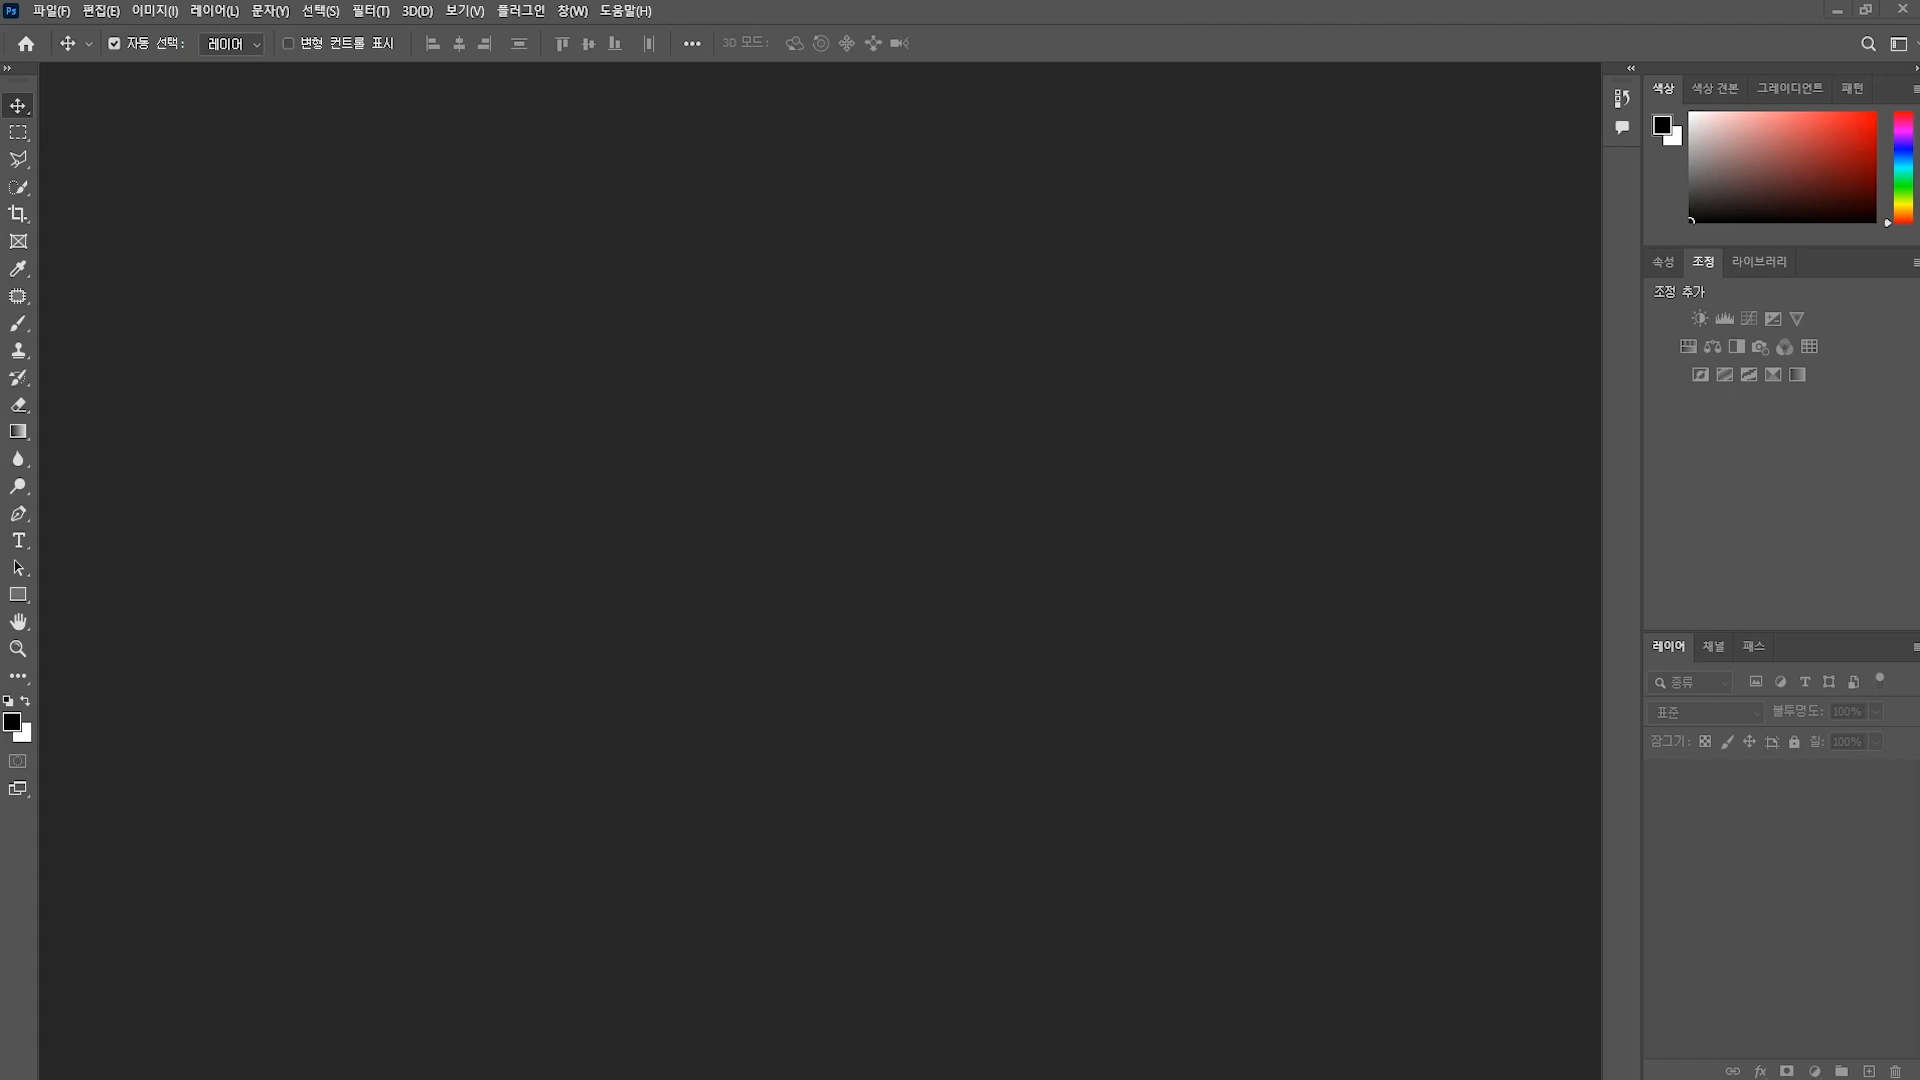 Ps 파일(F) 편집(E) 이미지(I) 레이어(L) 문자(Y) 선택(S) 필터(T) 3D(D) 보기(V) 플러그인 창(W) 도움말(H)
자동 선택: 레이어 변형 컨트롤 표시 3D 모드:
색상 색상 견본 그레이디언트 패턴
속성 조정 라이브러리
조정 추가
레이어 채널 패스
종류
표준 불투명도: 100%
잠그기: 칠: 100%
fx